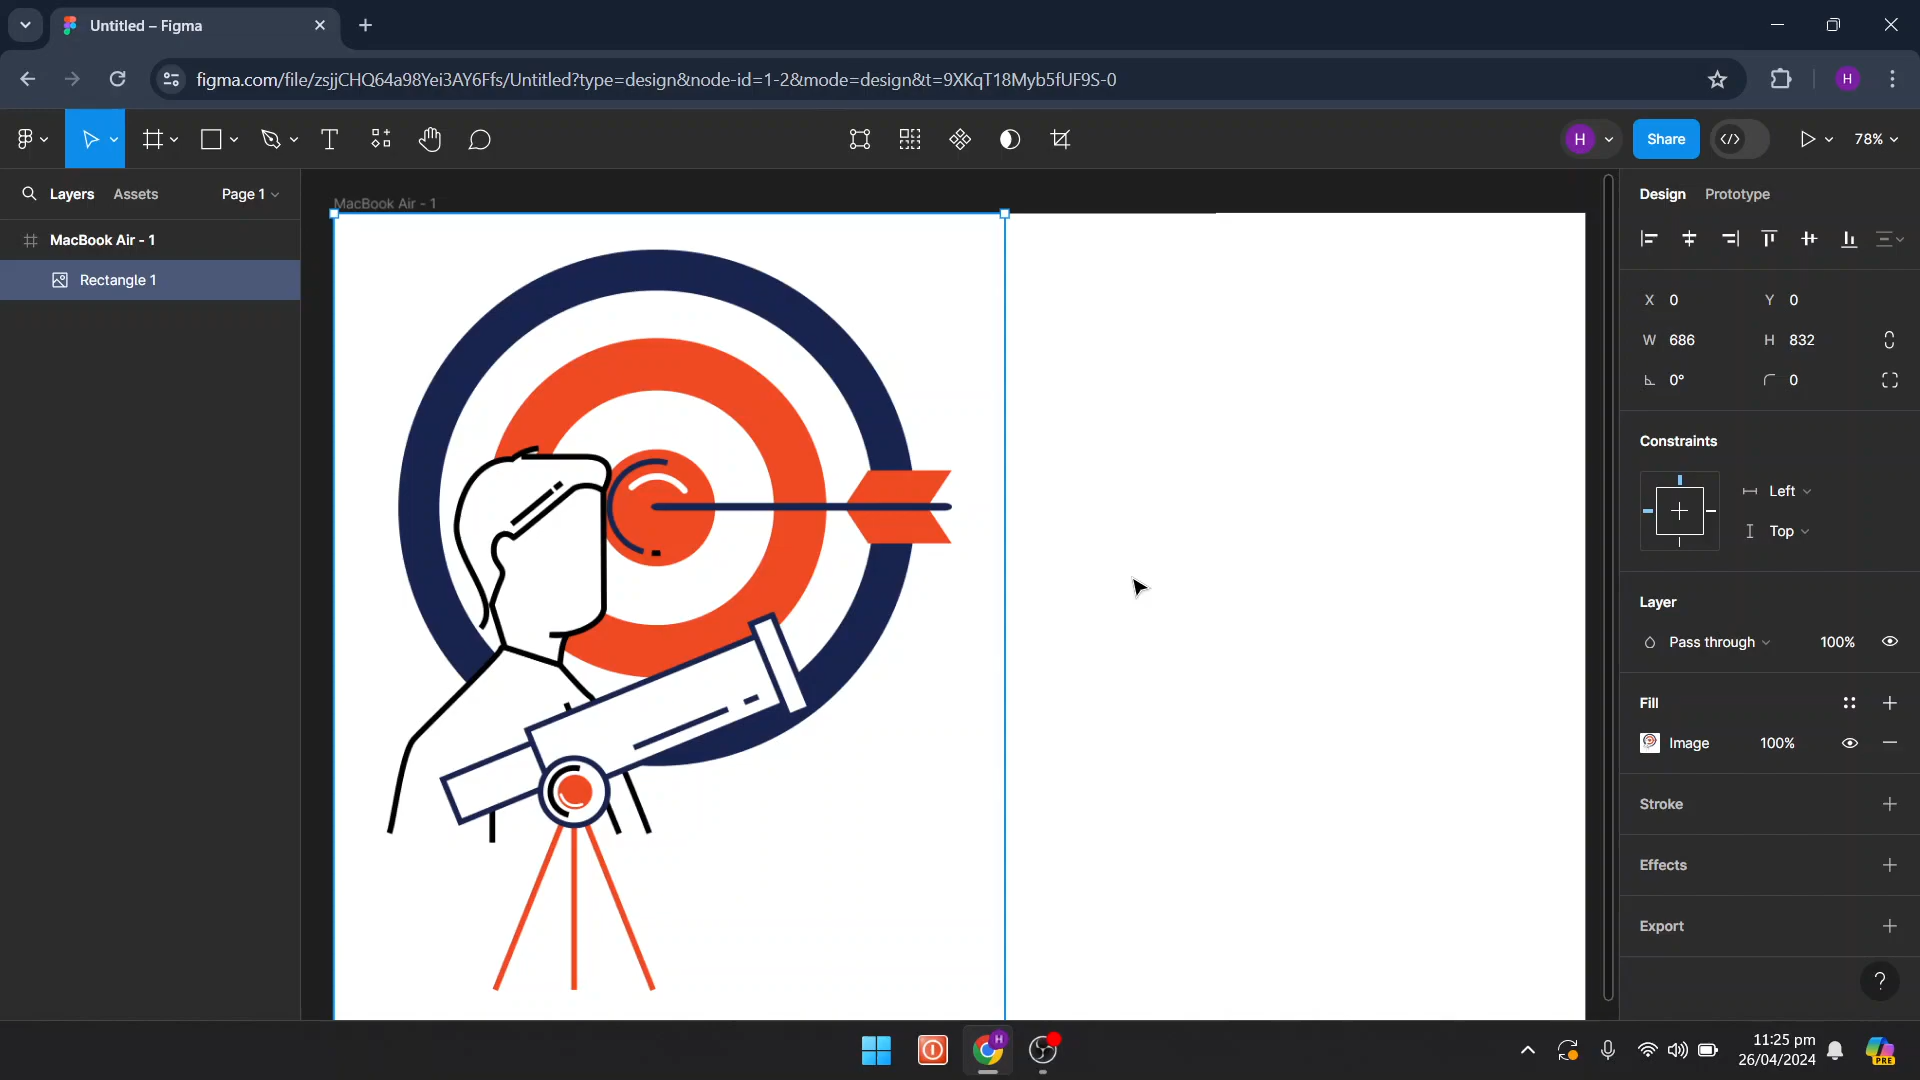 Untitled – Figma
figma.com/file/zsjjCHQ64a98Yei3AY6Ffs/Untitled?type=design&node-id=1-2&mode=design&t=9XKqT18Myb5fUF9S-0
H
T
H
Share
78%
Layers
Assets
Page 1
MacBook Air - 1
Rectangle 1
MacBook Air - 1
Design
Prototype
X 0
Y 0
W 686
H 832
0°
0
Constraints
Left
Top
Layer
Pass through
100%
Fill
Image
100%
Stroke
Effects
Export
?
H
11:25 pm
26/04/2024
PRE